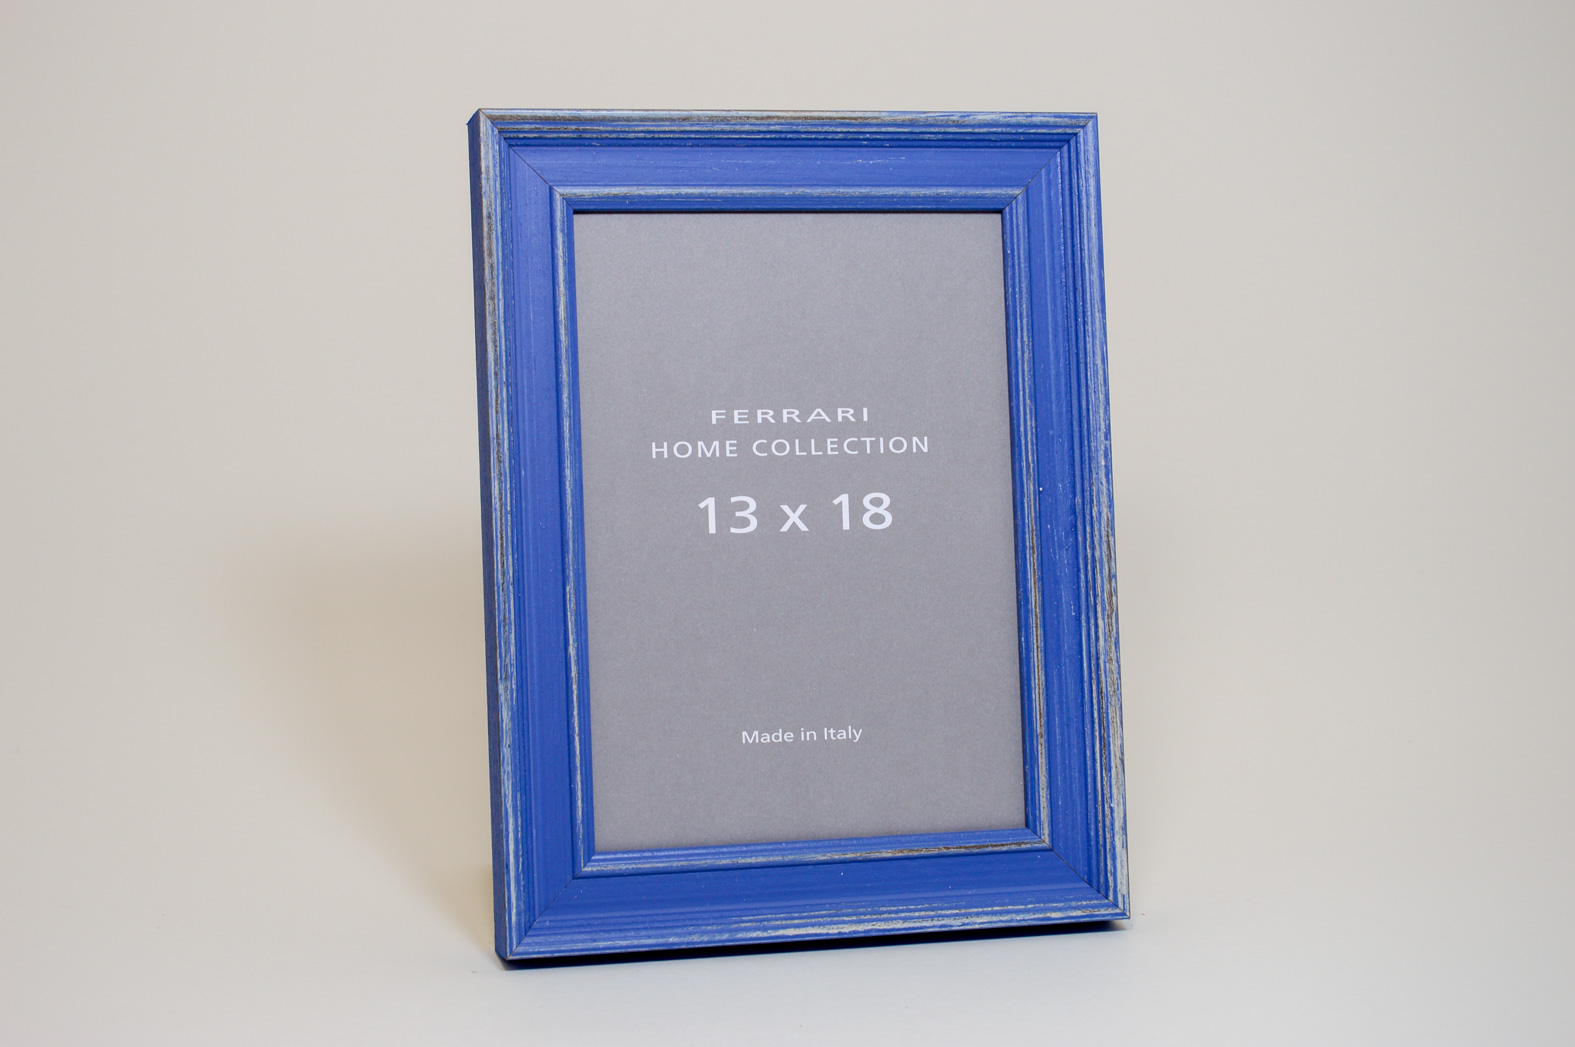 FERRARI
HOME COLLECTION
13 x 18
Made in Italy